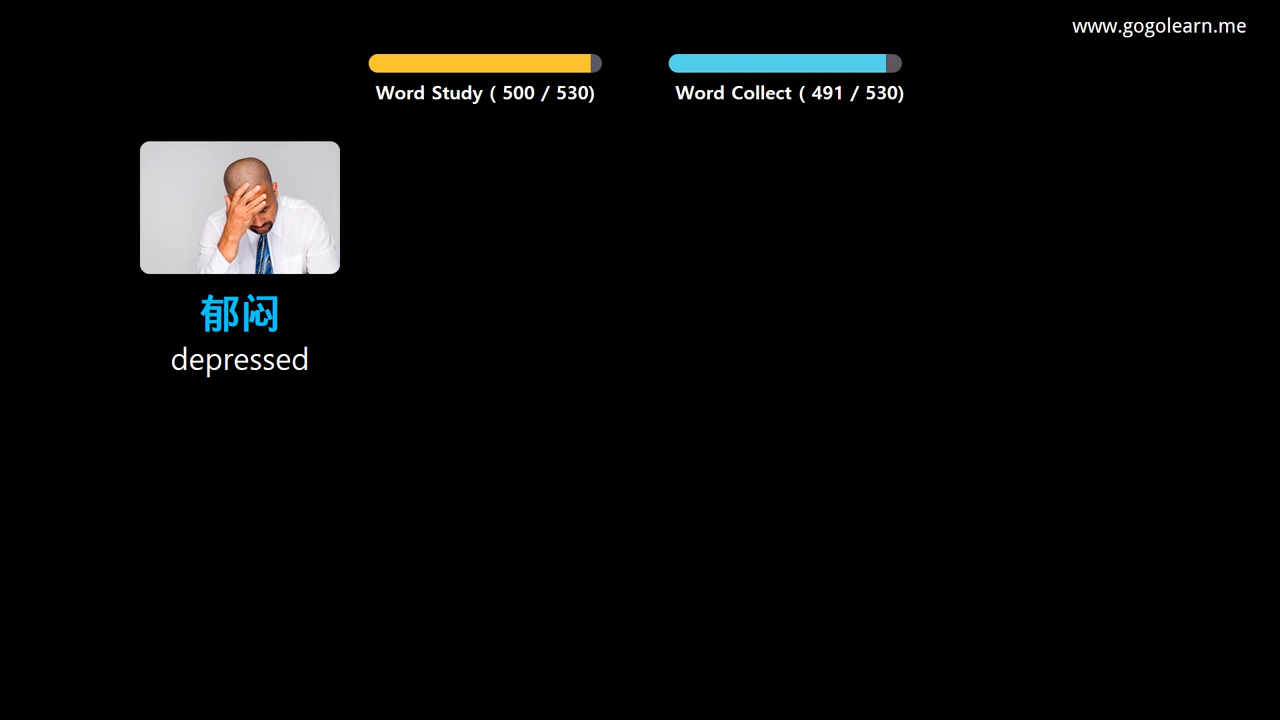 www.gogolearn.me
Word Study ( 500 / 530)
Word Collect ( 491 / 530)
郁闷
depressed